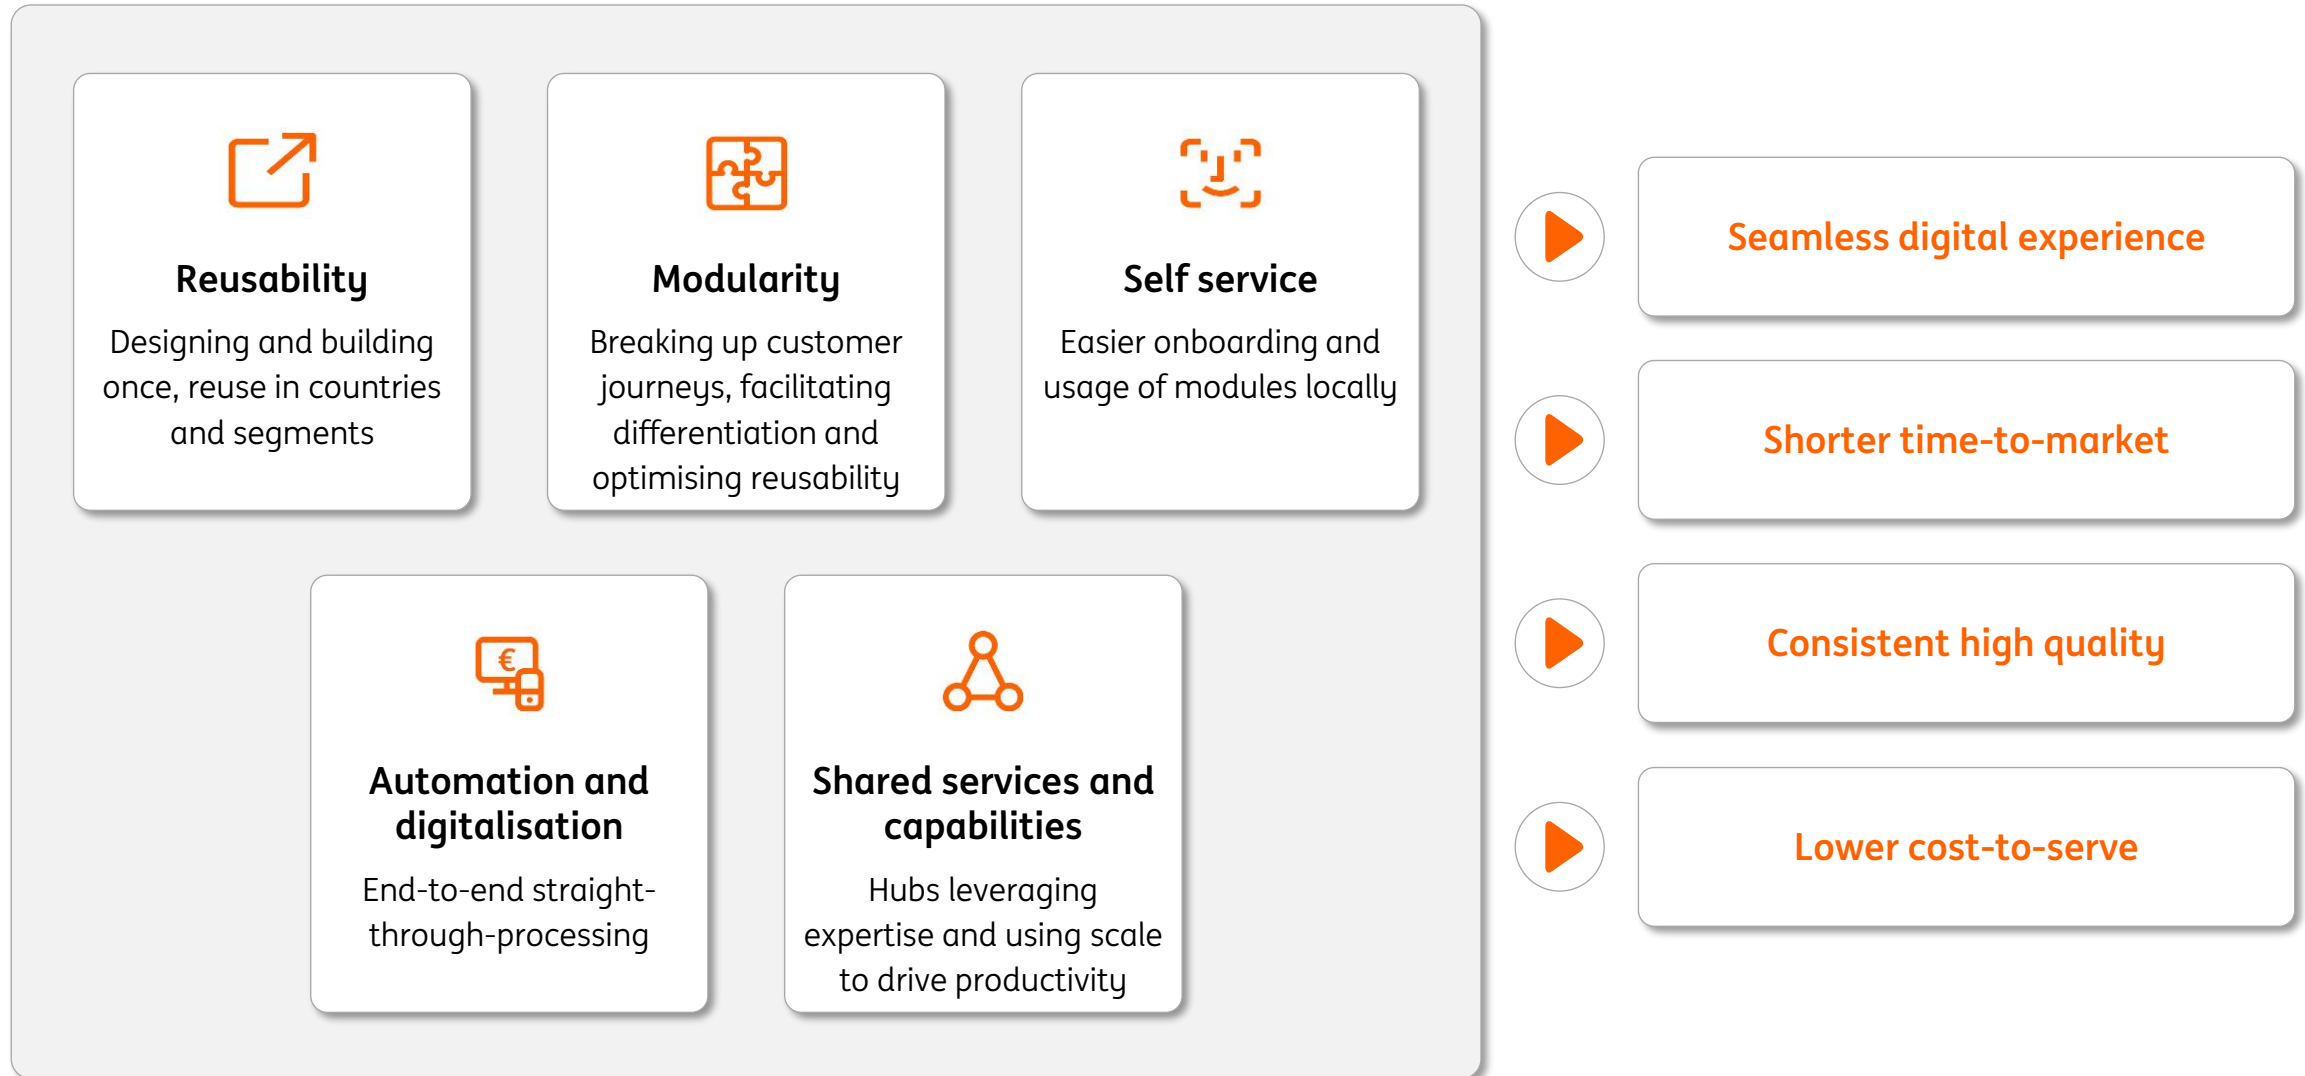 Reusability
Designing and building
once, reuse in countries
and segments
Modularity
Breaking up customer
journeys, facilitating
differentiation and
optimising reusability
Self service
Easier onboarding and
usage of modules locally
Automation and
digitalisation
End-to-end straight-
through-processing
€
Shared services and
capabilities
Hubs leveraging
expertise and using scale
to drive productivity
Seamless digital experience
Shorter time-to-market
Consistent high quality
Lower cost-to-serve